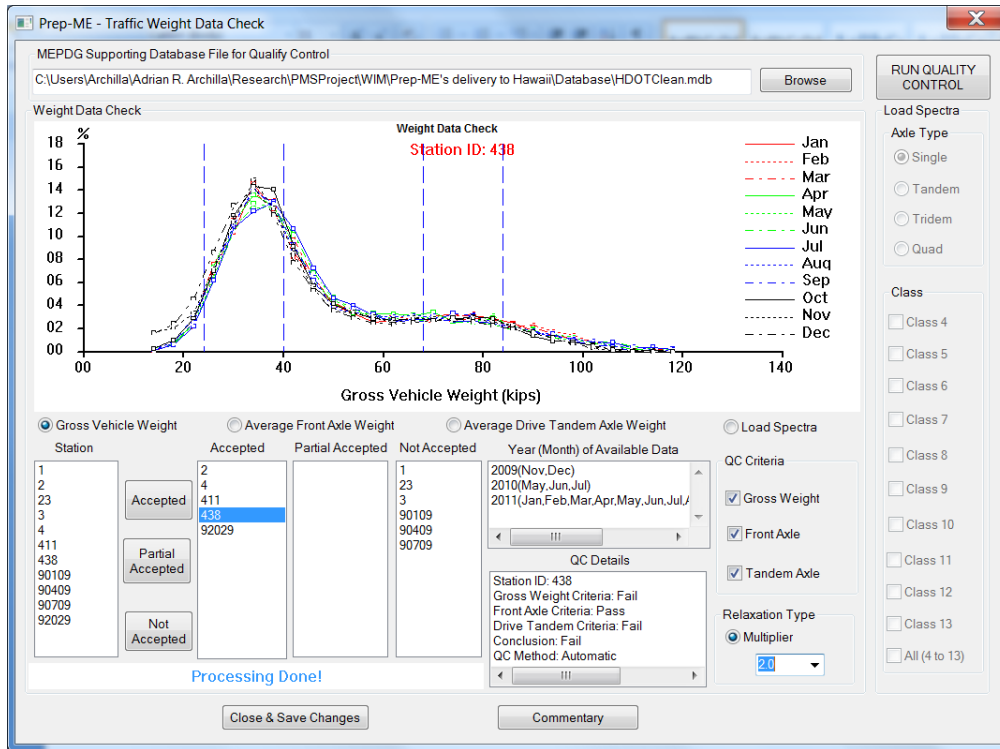 Prep-ME - Traffic Weight Data Check
MEPDG Supporting Database File for Qualify Control
C:\Users\Archilla\Adrian R. Archilla\Research\PMSProject\WIM\Prep-ME's delivery to Hawaii\Database\HDOTClean.mdb
Browse
RUN QUALITY
CONTROL
Weight Data Check
Weight Data Check
Station ID: 438
%
18
16
14
12
10
08
06
04
02
00
00 20 40 60 80 100 120 140
Gross Vehicle Weight (kips)
Jan
Feb
Mar
Apr
May
Jun
Jul
Aug
Sep
Oct
Nov
Dec
Gross Vehicle Weight
Average Front Axle Weight
Average Drive Tandem Axle Weight
Load Spectra
Station
1
2
23
3
4
411
438
90109
90409
90709
92029
Accepted
Partial
Accepted
Not
Accepted
Accepted
2
4
411
438
92029
Partial Accepted
Not Accepted
1
23
3
90109
90409
90709
Year (Month) of Available Data
2009(Nov,Dec)
2010(May,Jun,Jul)
2011(Jan,Feb,Mar,Apr,May,Jun,Jul,
QC Details
Station ID: 438
Gross Weight Criteria: Fail
Front Axle Criteria: Pass
Drive Tandem Criteria: Fail
Conclusion: Fail
QC Method: Automatic
QC Criteria
Gross Weight
Front Axle
Tandem Axle
Relaxation Type
Multiplier
2.0
Processing Done!
Close & Save Changes
Commentary
Load Spectra
Axle Type
Single
Tandem
Tridem
Quad
Class
Class 4
Class 5
Class 6
Class 7
Class 8
Class 9
Class 10
Class 11
Class 12
Class 13
All (4 to 13)